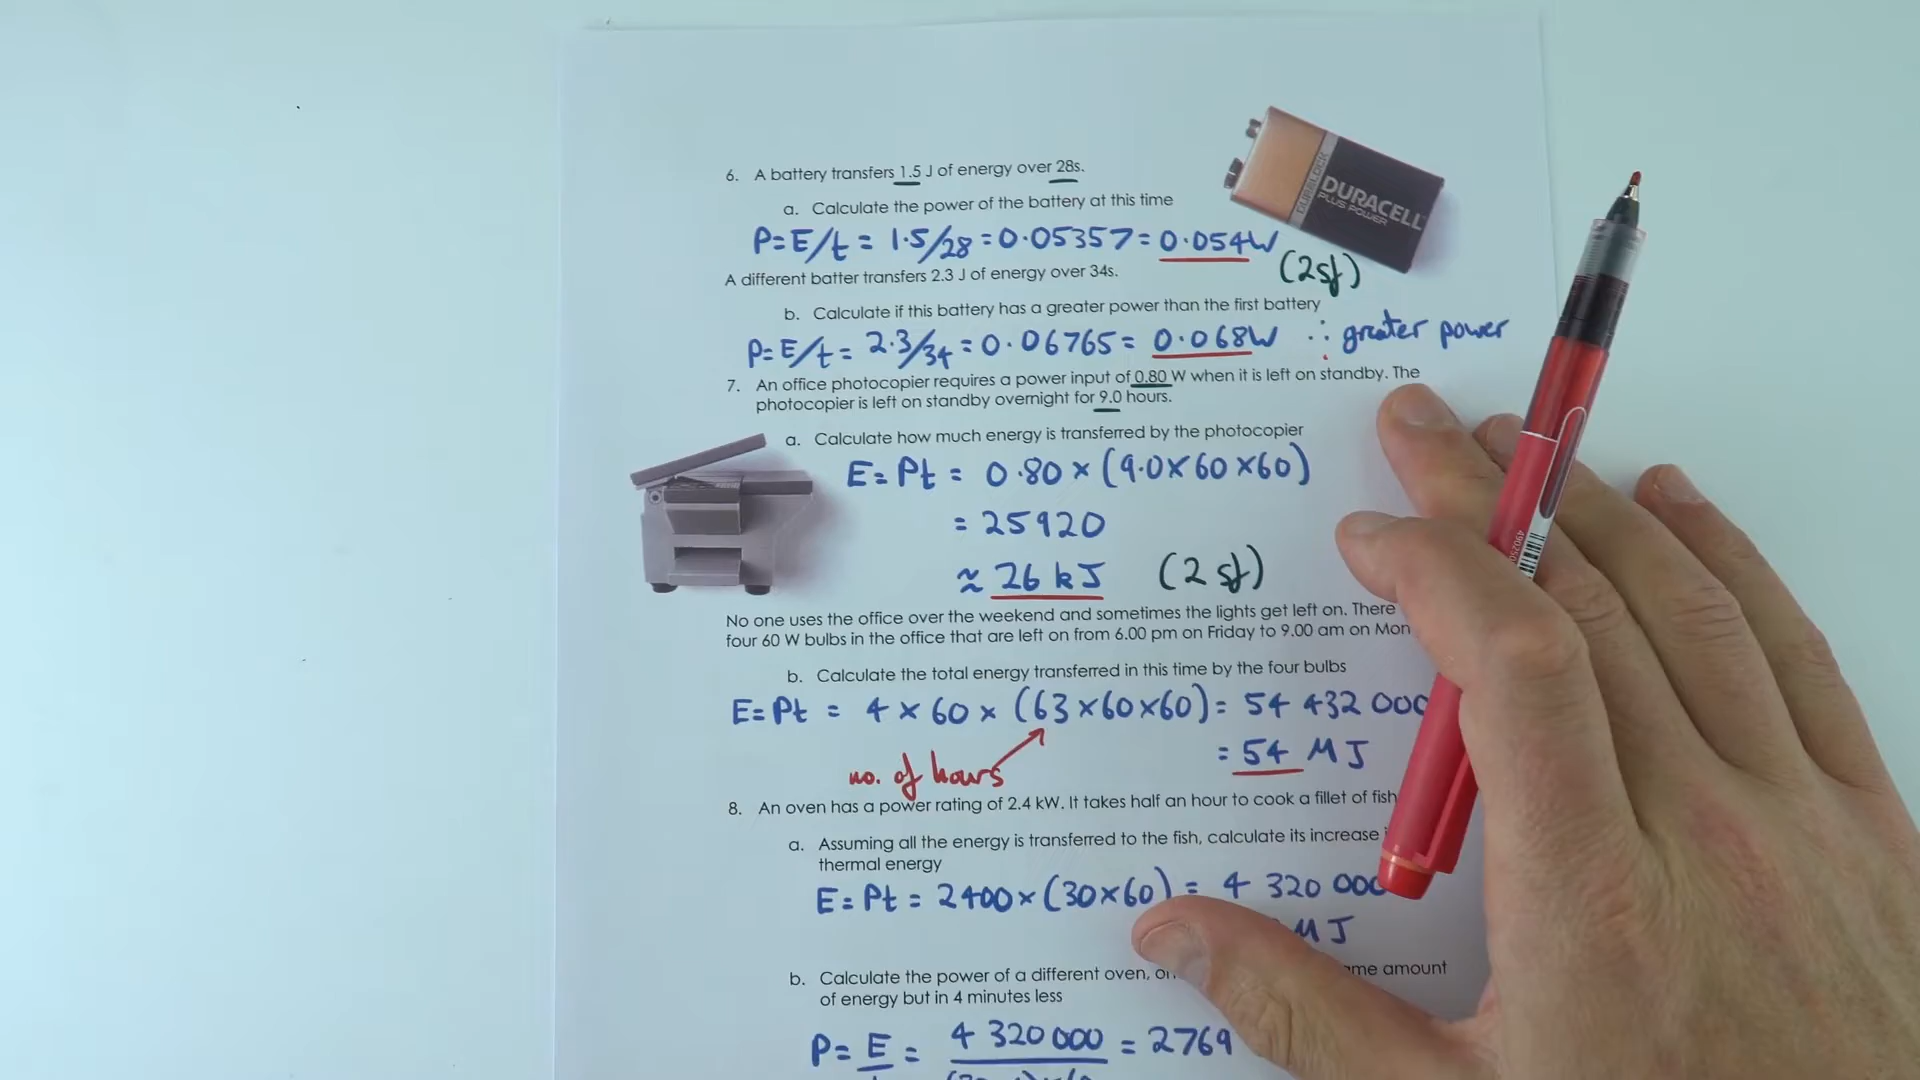 6. A battery transfers 1.5 J of energy over 28s.
a. Calculate the power of the battery at this time
P=E/t = 1.5/28 = 0.05357 = 0.054W
(2sf)
DURACELL
PLUS POWER
A different batter transfers 2.3 J of energy over 34s.
b. Calculate if this battery has a greater power than the first battery
P=E/t = 2.3/34 = 0.06765 = 0.068W ∴ greater power
7. An office photocopier requires a power input of 0.80 W when it is left on standby. The
photocopier is left on standby overnight for 9.0 hours.
a. Calculate how much energy is transferred by the photocopier
E = Pt = 0.80 × (9.0×60×60)
= 25920
≈ 26 kJ (2 sf)
No one uses the office over the weekend and sometimes the lights get left on. There
four 60 W bulbs in the office that are left on from 6.00 pm on Friday to 9.00 am on Mon
b. Calculate the total energy transferred in this time by the four bulbs
E=Pt = 4 × 60 × (63×60×60) = 54 432 000
= 54 MJ
no. of hours
8. An oven has a power rating of 2.4 kW. It takes half an hour to cook a fillet of fish
a. Assuming all the energy is transferred to the fish, calculate its increase
thermal energy
E = Pt = 2400×(30×60) = 4 320 000
MJ
b. Calculate the power of a different oven, ame amount
of energy but in 4 minutes less
P = E = 4 320 000 = 2769